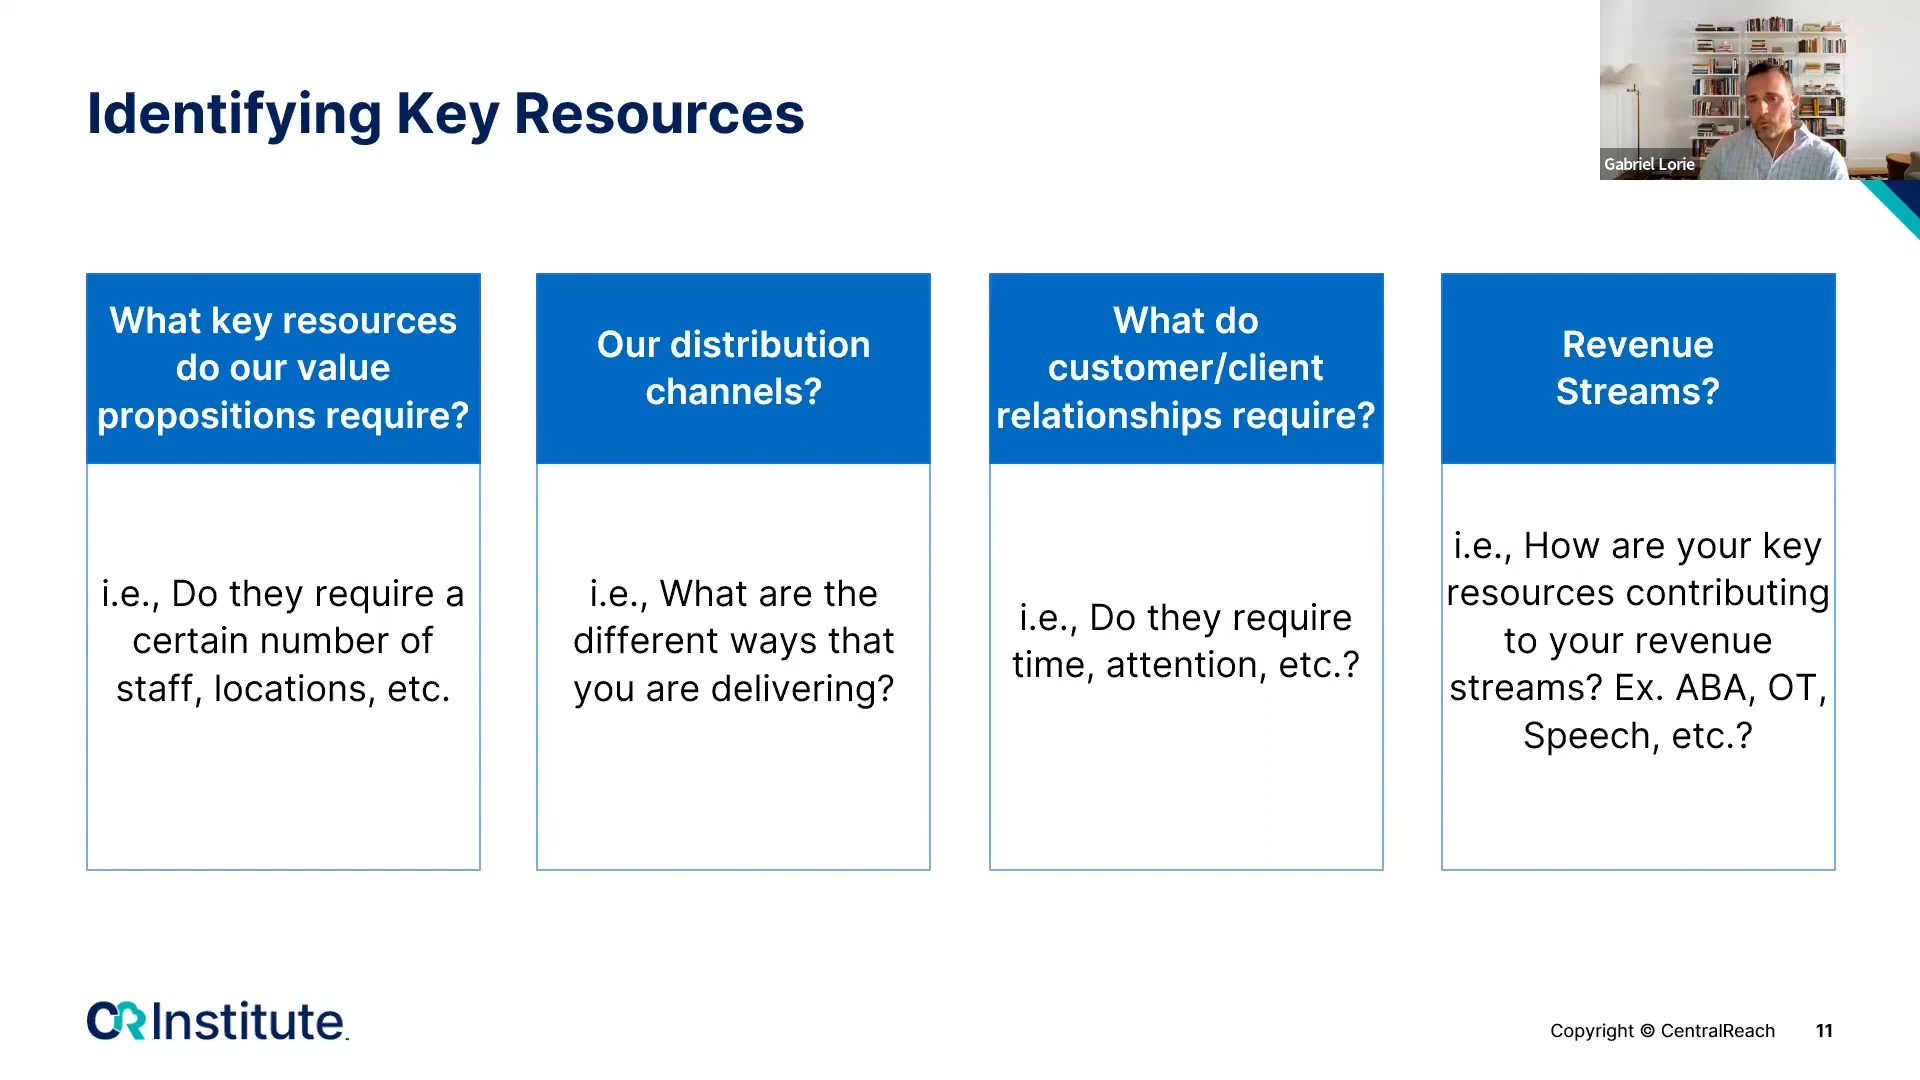 Identifying Key Resources
Gabriel Lorie
What key resources
do our value
propositions require?
i.e., Do they require a
certain number of
staff, locations, etc.
Our distribution
channels?
i.e., What are the
different ways that
you are delivering?
What do
customer/client
relationships require?
i.e., Do they require
time, attention, etc.?
Revenue
Streams?
i.e., How are your key
resources contributing
to your revenue
streams? Ex. ABA, OT,
Speech, etc.?
CR Institute
Copyright © CentralReach
11